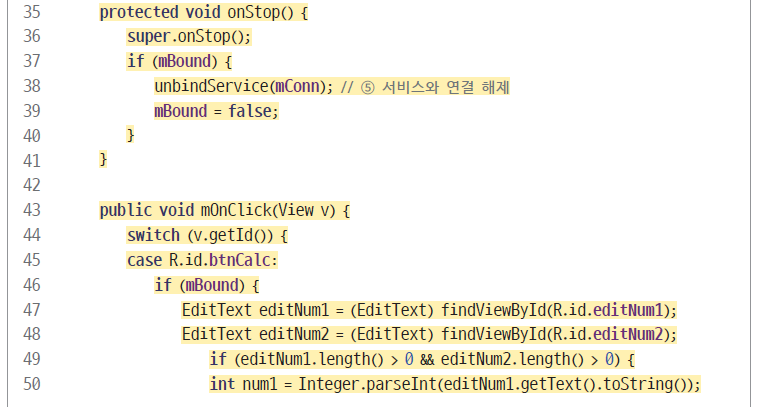 35 protected void onStop() {
36 super.onStop();
37 if (mBound) {
38 unbindService(mConn); // ⑤ 서비스와 연결 해제
39 mBound = false;
40 }
41 }
42
43 public void mOnClick(View v) {
44 switch (v.getId()) {
45 case R.id.btnCalc:
46 if (mBound) {
47 EditText editNum1 = (EditText) findViewById(R.id.editNum1);
48 EditText editNum2 = (EditText) findViewById(R.id.editNum2);
49 if (editNum1.length() > 0 && editNum2.length() > 0) {
50 int num1 = Integer.parseInt(editNum1.getText().toString());